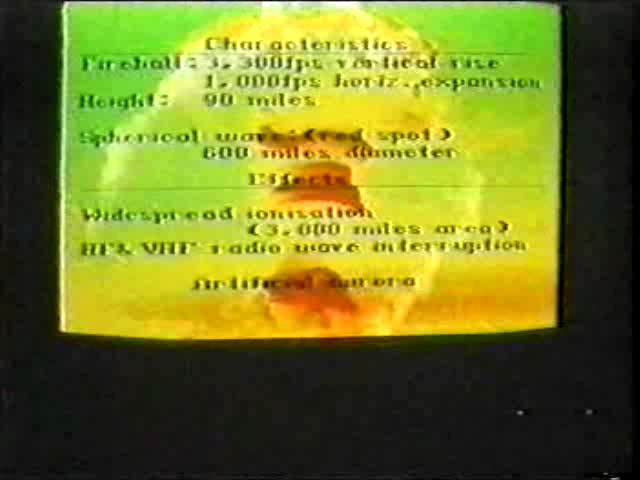 Characteristics
Fireball: 3,300fps vertical rise
1,000fps horiz. expansion
Height: 90 miles
Spherical wave:(red spot)
600 miles diameter
Effects
Widespread ionisation
(3,000 miles area)
HF& VHF radio wave interruption
Artificial aurora